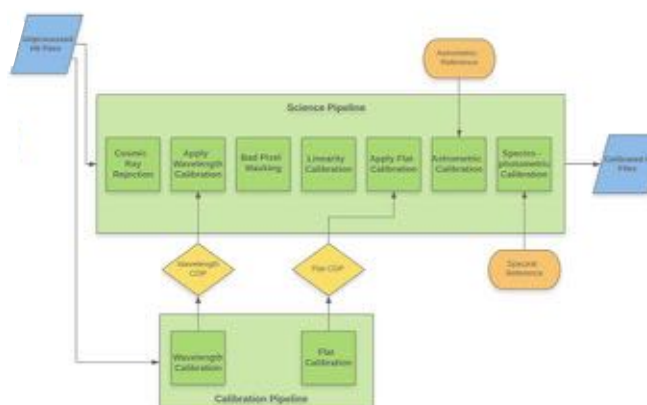 Unprocessed
H5 Files
Astrometric
Reference
Science Pipeline
Cosmic
Ray
Rejection
Apply
Wavelength
Calibration
Bad Pixel
Masking
Linearity
Calibration
Apply Flat
Calibration
Astrometric
Calibration
Spectro-
photometric
Calibration
Calibrated
Files
Wavelength
CDP
Flat CDP
Spectral
Reference
Wavelength
Calibration
Flat
Calibration
Calibration Pipeline